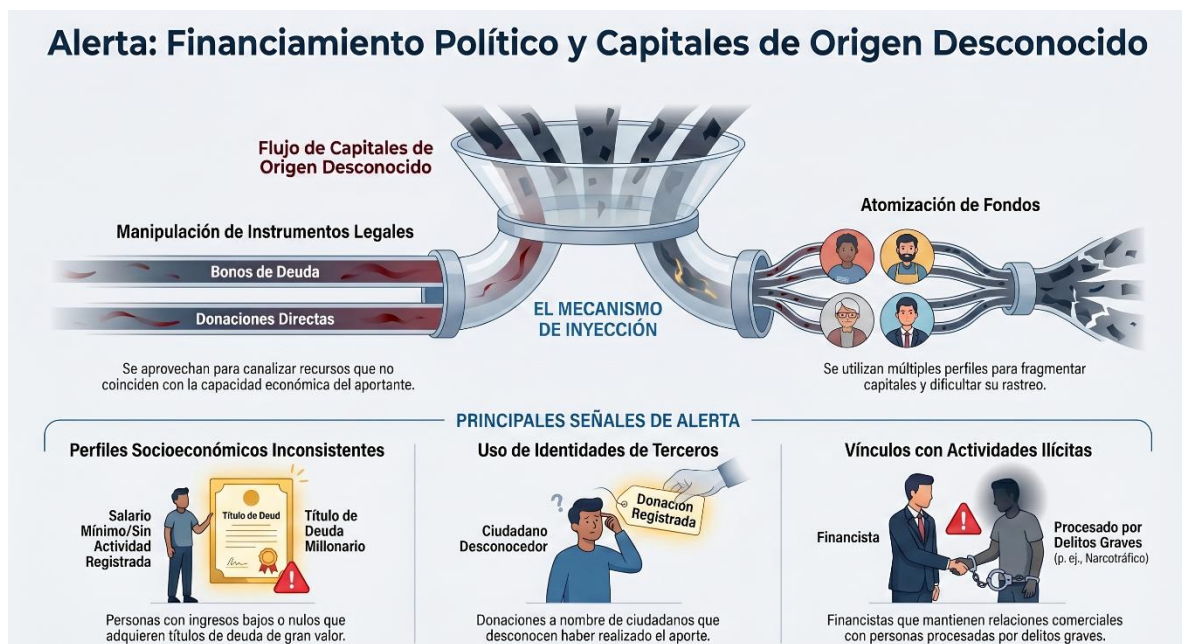 Alerta: Financiamiento Político y Capitales de Origen Desconocido
Flujo de Capitales de
Origen Desconocido
Manipulación de Instrumentos Legales
Bonos de Deuda
Donaciones Directas
Se aprovechan para canalizar recursos que no
coinciden con la capacidad económica del aportante.
EL MECANISMO
DE INYECCIÓN
Atomización de Fondos
Se utilizan múltiples perfiles para fragmentar
capitales y dificultar su rastreo.
PRINCIPALES SEÑALES DE ALERTA
Perfiles Socioeconómicos Inconsistentes
Salario
Mínimo/Sin
Actividad
Registrada
Título de Deud
Título de
Deuda
Millonario
Personas con ingresos bajos o nulos que
adquieren títulos de deuda de gran valor.
Uso de Identidades de Terceros
Ciudadano
Desconocedor
?
Donación
Registrada
Donaciones a nombre de ciudadanos que
desconocen haber realizado el aporte.
Vínculos con Actividades Ilícitas
Financista
Procesado por
Delitos Graves
(p. ej., Narcotráfico)
Financistas que mantienen relaciones comerciales
con personas procesadas por delitos graves.